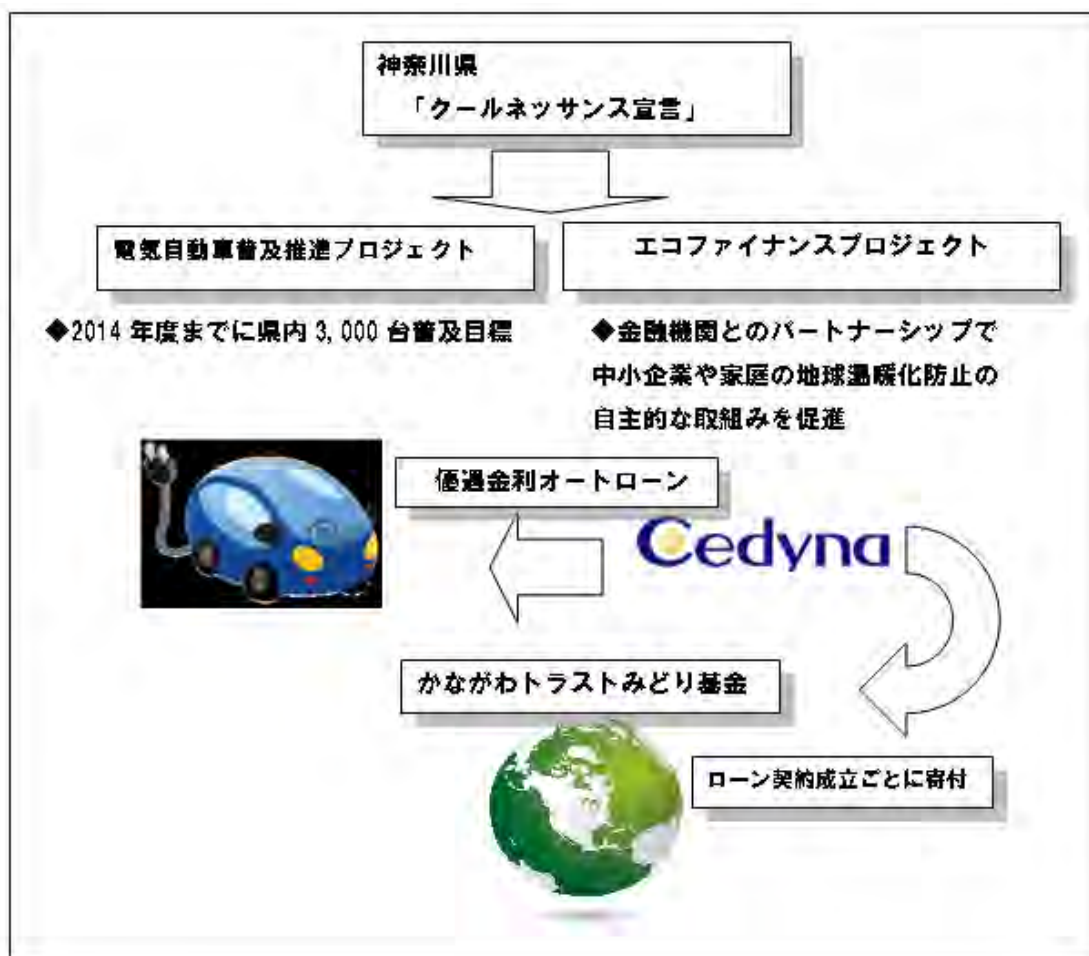 神奈川県
「クールネッサンス宣言」
電気自動車普及推進プロジェクト
エコファイナンスプロジェクト
◆2014 年度までに県内 3,000 台普及目標
◆金融機関とのパートナーシップで
中小企業や家庭の地球温暖化防止の
自主的な取組みを促進
優遇金利オートローン
Cedyna
かながわトラストみどり基金
ローン契約成立ごとに寄付